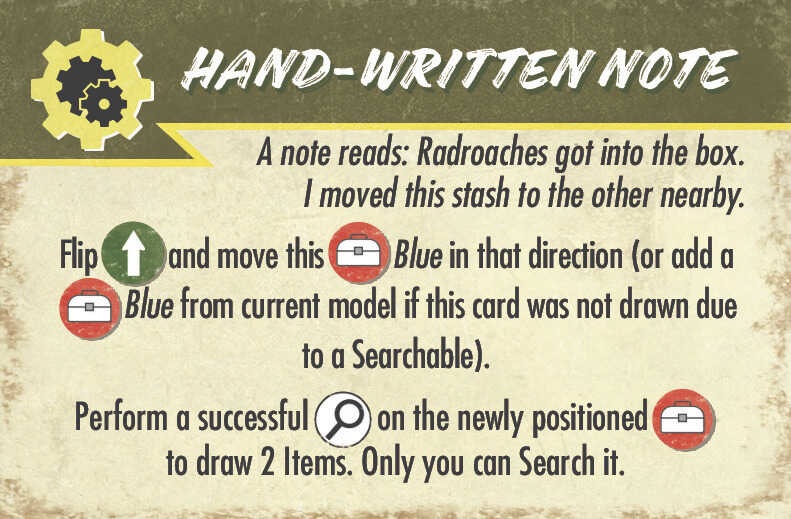 HAND-WRITTEN NOTE
A note reads: Radroaches got into the box.
I moved this stash to the other nearby.
Flip and move this Blue in that direction (or add a
Blue from current model if this card was not drawn due
to a Searchable).
Perform a successful on the newly positioned
to draw 2 Items. Only you can Search it.